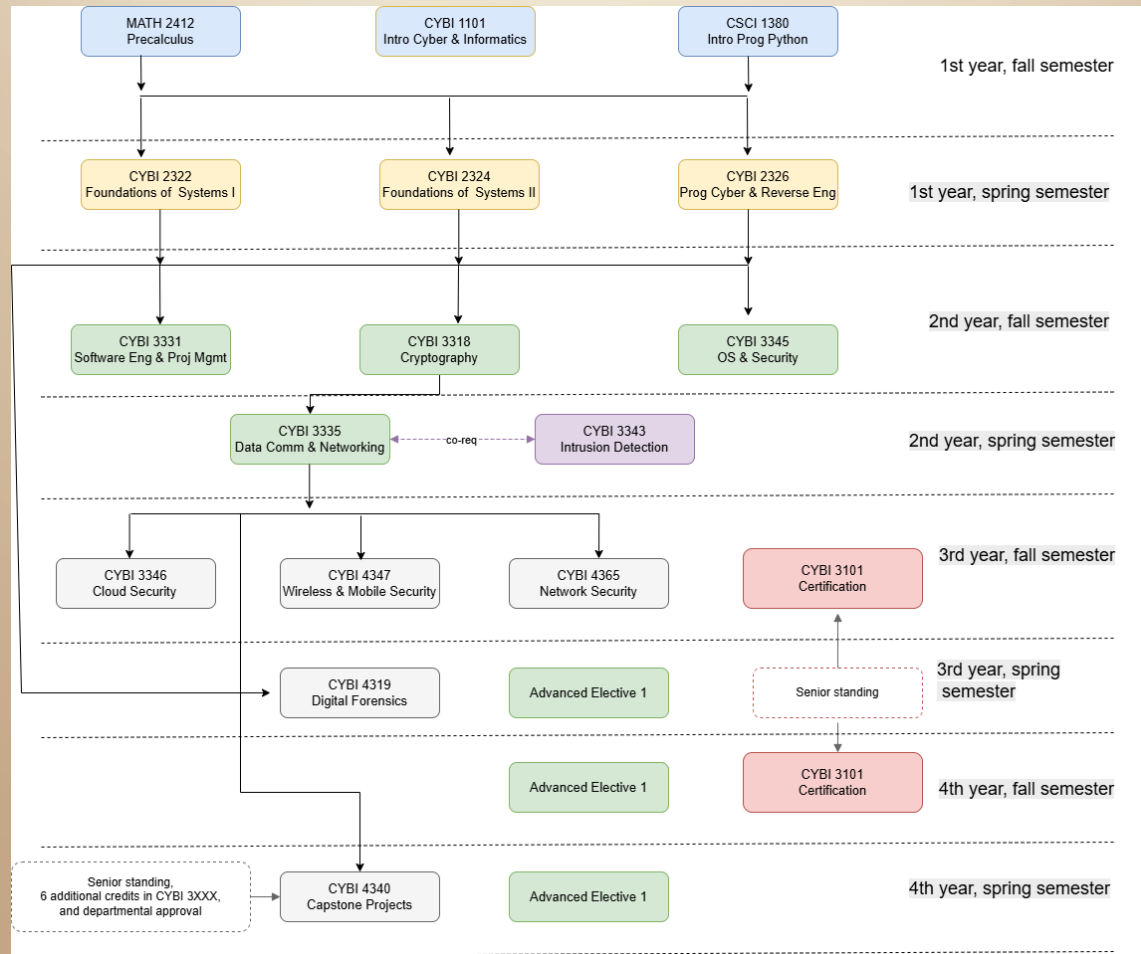 MATH 2412
Precalculus
CYBI 1101
Intro Cyber & Informatics
CSCI 1380
Intro Prog Python
1st year, fall semester
CYBI 2322
Foundations of Systems I
CYBI 2324
Foundations of Systems II
CYBI 2326
Prog Cyber & Reverse Eng
1st year, spring semester
CYBI 3331
Software Eng & Proj Mgmt
CYBI 3318
Cryptography
CYBI 3345
OS & Security
2nd year, fall semester
CYBI 3335
Data Comm & Networking
co-req
CYBI 3343
Intrusion Detection
2nd year, spring semester
CYBI 3346
Cloud Security
CYBI 4347
Wireless & Mobile Security
CYBI 4365
Network Security
CYBI 3101
Certification
3rd year, fall semester
CYBI 4319
Digital Forensics
Advanced Elective 1
Senior standing
3rd year, spring
semester
Advanced Elective 1
CYBI 3101
Certification
4th year, fall semester
Senior standing,
6 additional credits in CYBI 3XXX,
and departmental approval
CYBI 4340
Capstone Projects
Advanced Elective 1
4th year, spring semester